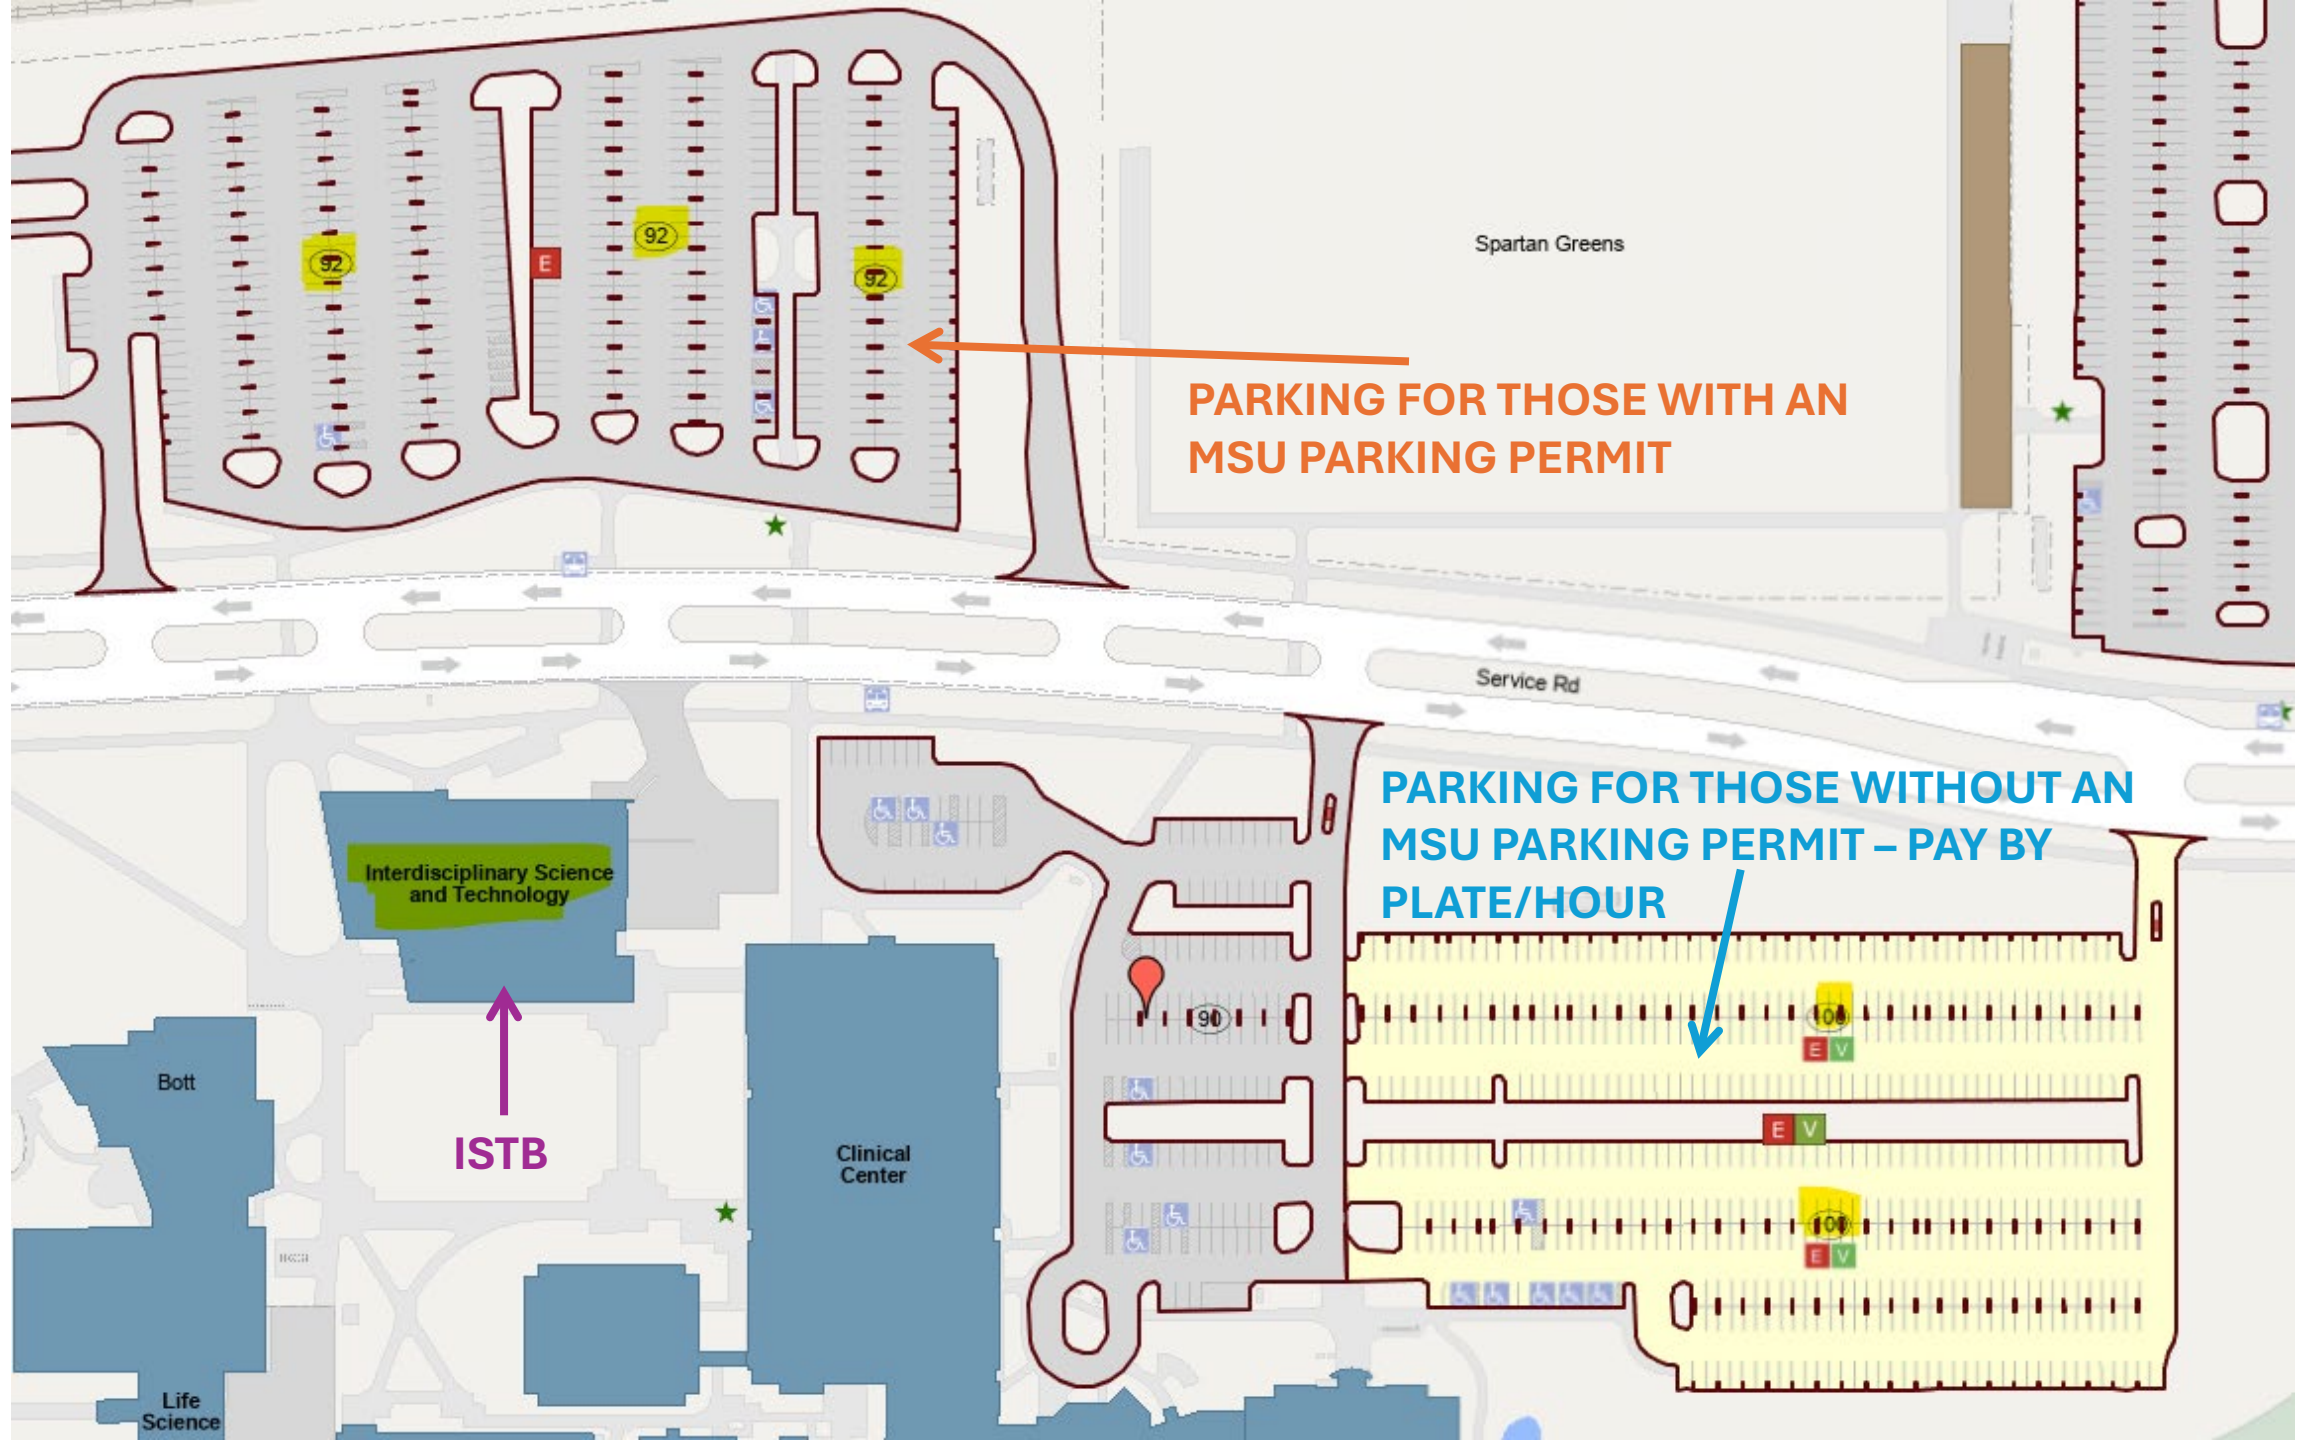 92
92
92
E
Spartan Greens
PARKING FOR THOSE WITH AN
MSU PARKING PERMIT
Service Rd
PARKING FOR THOSE WITHOUT AN
MSU PARKING PERMIT – PAY BY
PLATE/HOUR
Interdisciplinary Science
and Technology
ISTB
Bott
Life
Science
Clinical
Center
90
100
E V
E V
100
E V